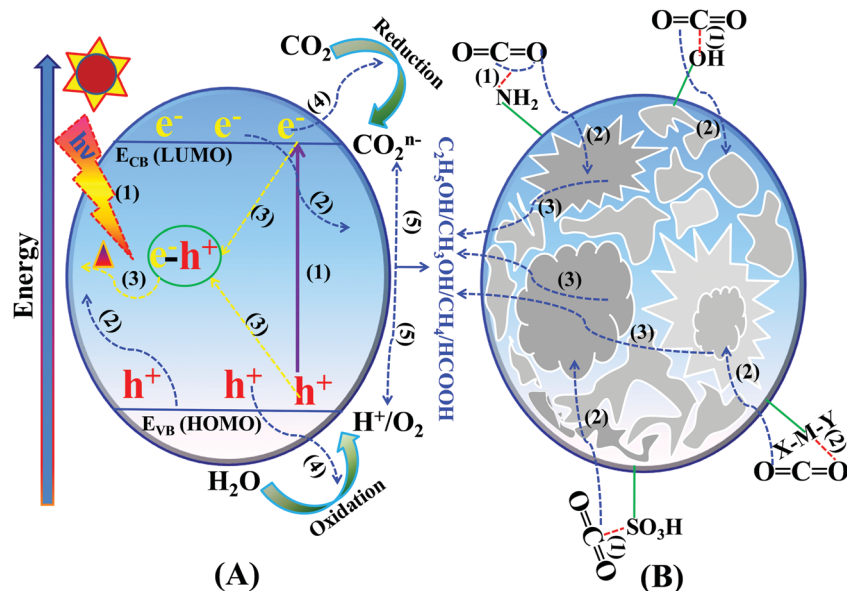 Energy
hν
(1)
e⁻ e⁻ e⁻
E_CB (LUMO)
(2)
(3)
(1)
e⁻-h⁺
(3)
(3)
(2)
h⁺ h⁺ h⁺
E_VB (HOMO)
(4)
CO₂
Reduction
(4)
CO₂ⁿ⁻
(5)
(5)
H⁺/O₂
H₂O
Oxidation
(A)
C₂H₅OH/CH₃OH/CH₄/HCOOH
O=C=O
(1)
NH₂
(2)
O=C=O
(1)
OH
(2)
(3)
(3)
(3)
(2)
(2)
X-M-Y
(2)
O=C=O
SO₃H
(1)
O=C=O
(B)